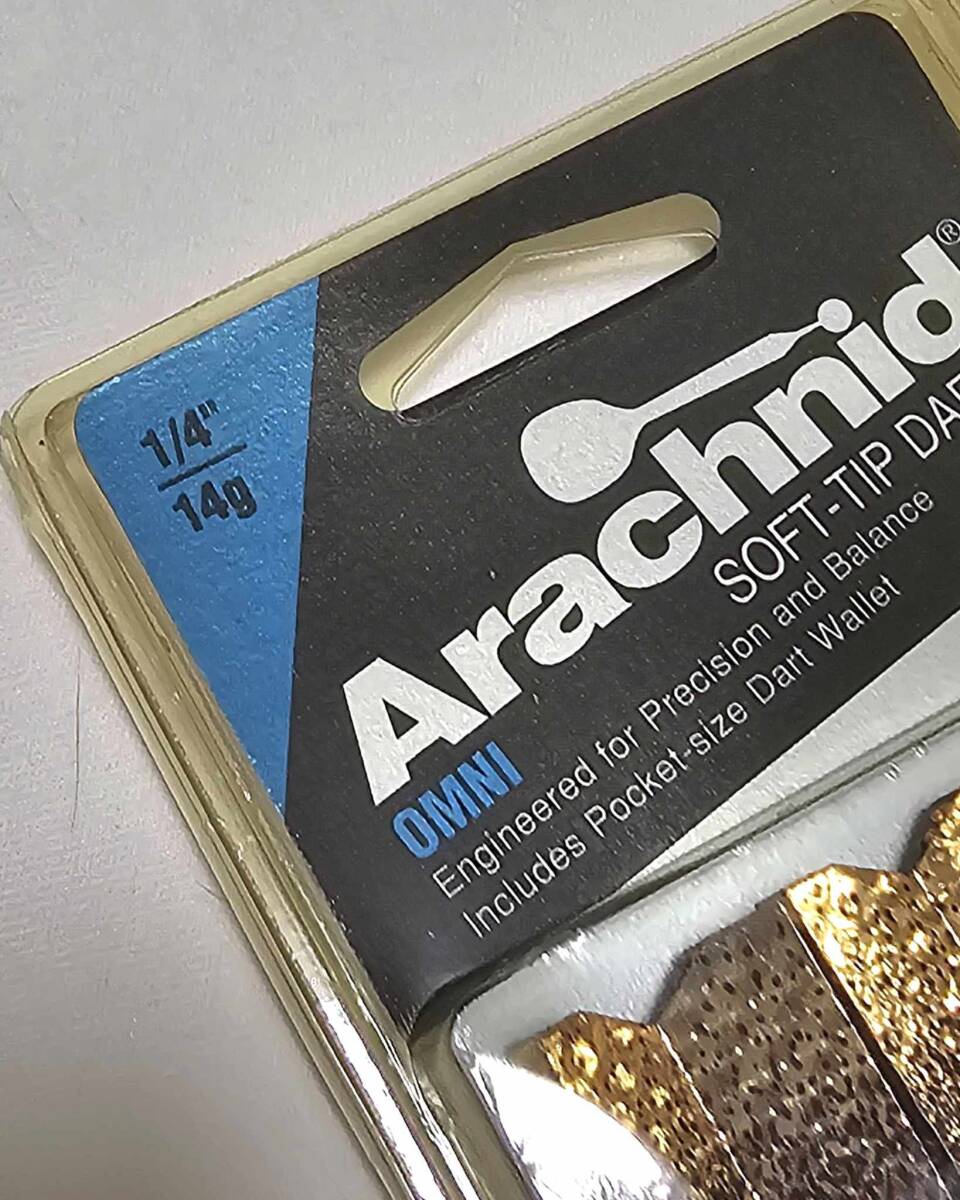 1/4"
14g
Arachnid®
SOFT-TIP
OMNI
Engineered for Precision and Balance
Includes Pocket-size Dart Wallet